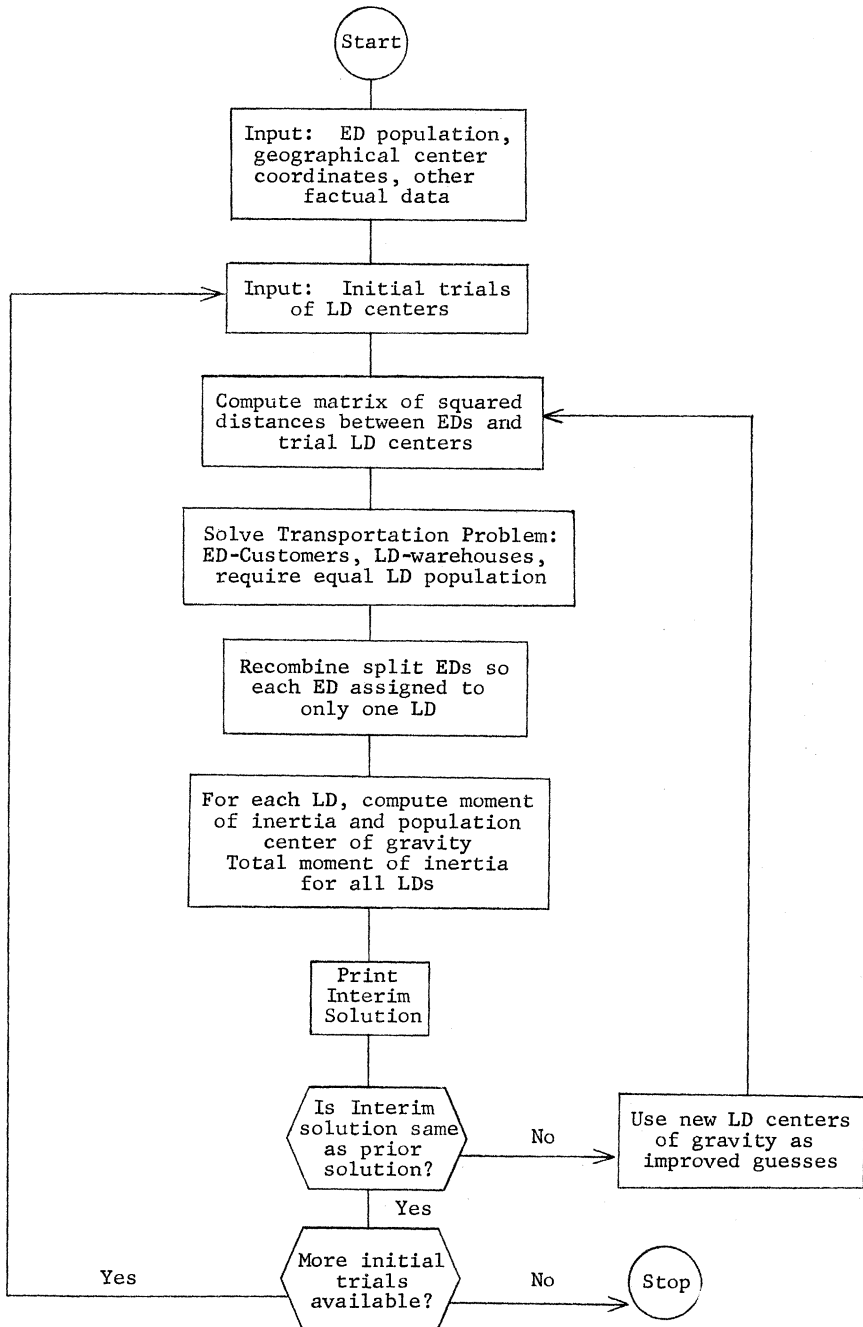 Start
Input: ED population,
geographical center
coordinates, other
factual data
Input: Initial trials
of LD centers
Compute matrix of squared
distances between EDs and
trial LD centers
Solve Transportation Problem:
ED-Customers, LD-warehouses,
require equal LD population
Recombine split EDs so
each ED assigned to
only one LD
For each LD, compute moment
of inertia and population
center of gravity
Total moment of inertia
for all LDs
Print
Interim
Solution
Is Interim
solution same
as prior
solution?
No
Use new LD centers
of gravity as
improved guesses
Yes
More initial
trials
available?
Yes
No
Stop